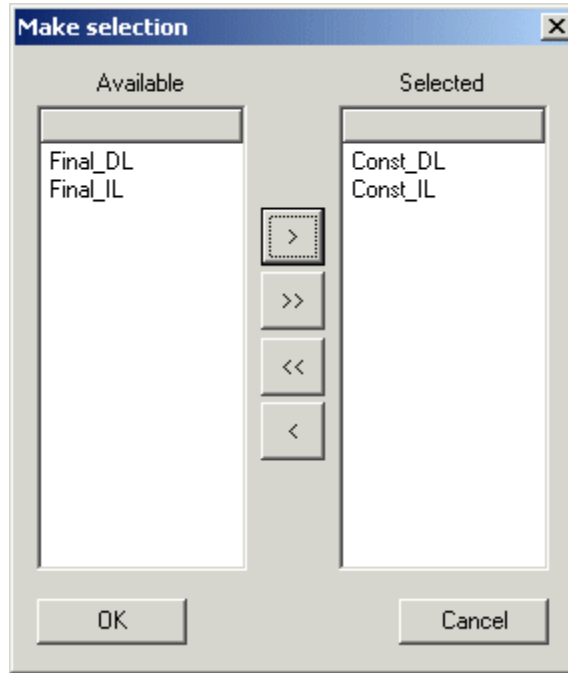 Make selection
Available
Selected
Final_DL
Final_IL
Const_DL
Const_IL
>
>>
<<
<
OK
Cancel